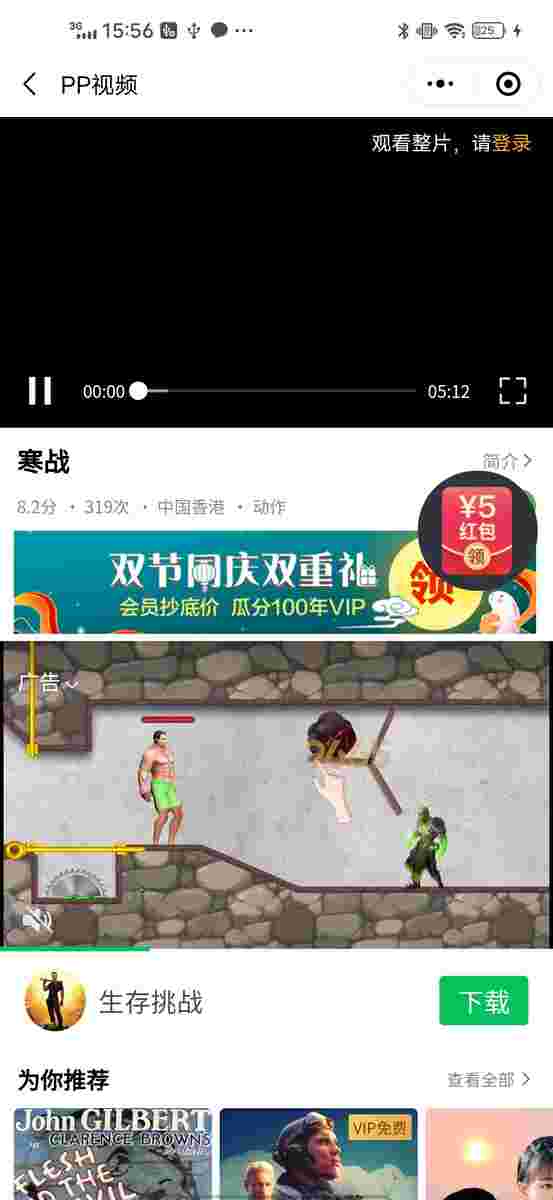 3G 15:56 25
PP视频
观看整片，请登录
00:00 05:12
寒战
简介
8.2分 · 319次 · 中国香港 · 动作
¥5
红包
领
双节同庆双重礼
会员抄底价 瓜分100年VIP
领
广告
生存挑战
下载
为你推荐
查看全部
John GILBERT
CLARENCE BROWN'S
FLESH
THE
VIP免费